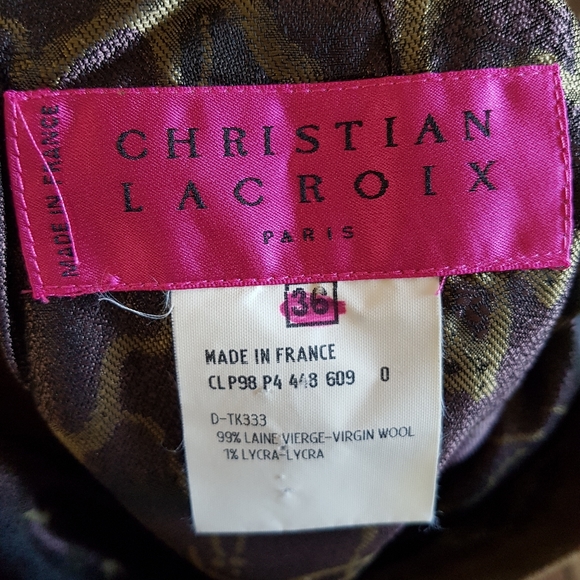 CHRISTIAN
LACROIX
PARIS
MADE IN FRANCE
36
MADE IN FRANCE
CLP98 P4 448 609 0
D-TK333
99% LAINE VIERGE-VIRGIN WOOL
1% LYCRA-LYCRA